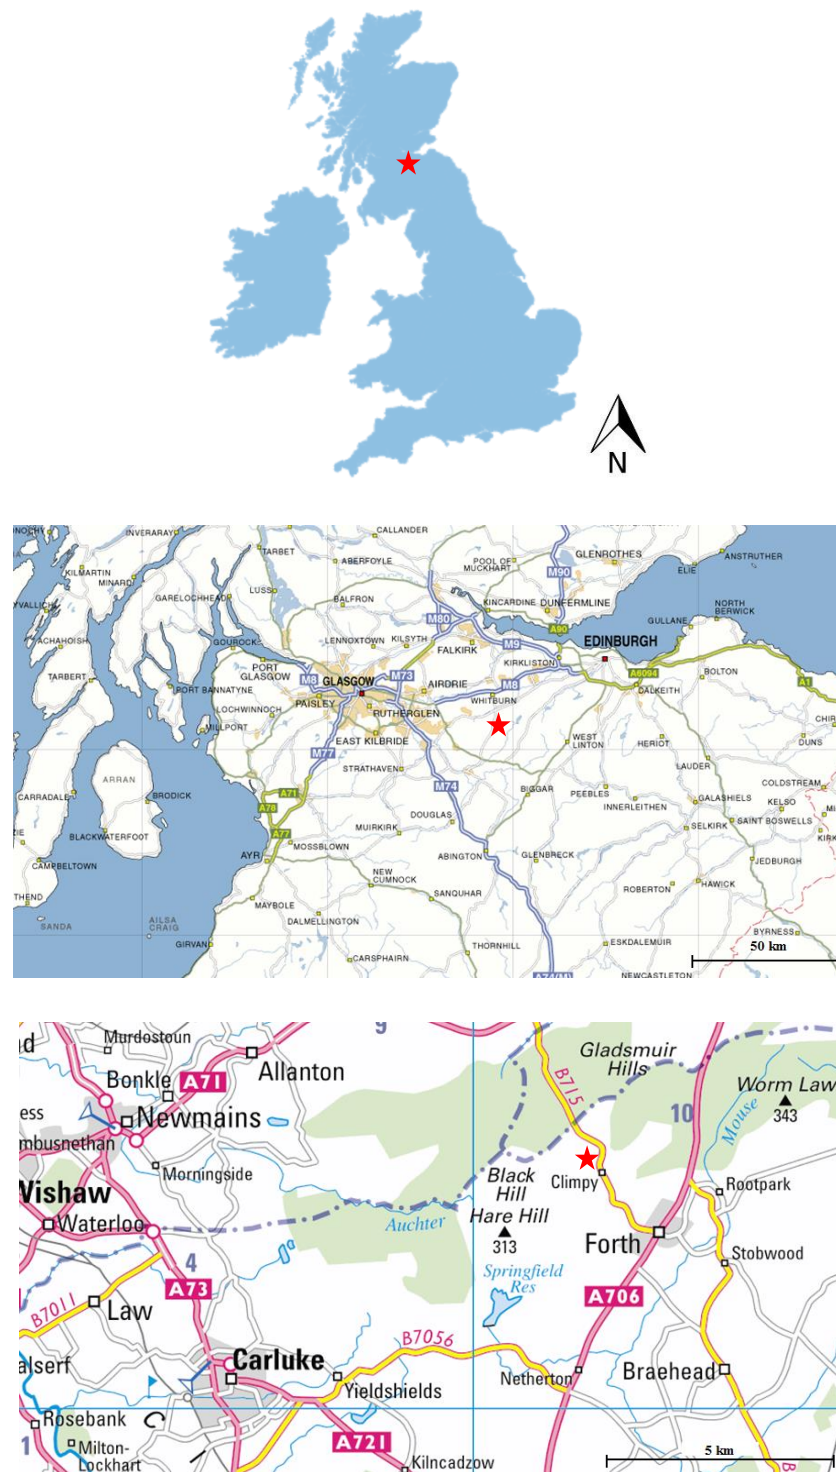 N
INVERARAY
CALLANDER
KILMARTIN
MINARD
TARBET
ABERFOYLE
POOL OF
MUCKHART
GLENROTHES
ANSTRUTHER
ELIE
M90
LUSS
GARELOCHHEAD
BALFRON
KINCARDINE
DUNFERMLINE
NORTH
BERWICK
GULLANE
ACHAHOISH
GOUROCK
LENNOXTOWN
KILSYTH
M80
A90
M9
FALKIRK
EDINBURGH
KIRKLISTON
TARBERT
PORT
GLASGOW
M8
GLASGOW
M73
AIRDRIE
M8
A6094
BOLTON
A1
DALKEITH
PORT BANNATYNE
PAISLEY
RUTHERGLEN
WHITBURN
LOCHWINNOCH
MILLPORT
EAST KILBRIDE
WEST
LINTON
HERIOT
DUNS
M77
STRATHAVEN
LAUDER
ARRAN
M74
CARRADALE
BRODICK
A71
A78
BIGGAR
PEEBLES
COLDSTREAM
INNERLEITHEN
GALASHIELS
KELSO
BLACKWATERFOOT
A77
DOUGLAS
MUIRKIRK
SELKIRK
SAINT BOSWELLS
MOSSBLOWN
AYR
ABINGTON
GLENBRECK
JEDBURGH
CAMPBELTOWN
NEW
CUMNOCK
SANQUHAR
ROBERTON
HAWICK
MAYBOLE
SANDA
AILSA
CRAIG
DALMELLINGTON
BYRNESS
GIRVAN
THORNHILL
ESKDALEMUIR
50 km
CARSPHAIRN
NEWCASTLETON
A74(M)
9
Murdostoun
Gladsmuir
Hills
Allanton
Bonkle
A71
B715
Worm Law
343
Newmains
10
Mouse
Morningside
Climpy
Rootpark
Black
Hill
Wishaw
Waterloo
Auchter
Hare Hill
313
Forth
Stobwood
4
A73
Springfield
Res
A706
Law
B7011
B7056
Carluke
Yieldshields
Netherton
Braehead
Rosebank
1
Milton-
Lockhart
A721
Kilncadzow
5 km